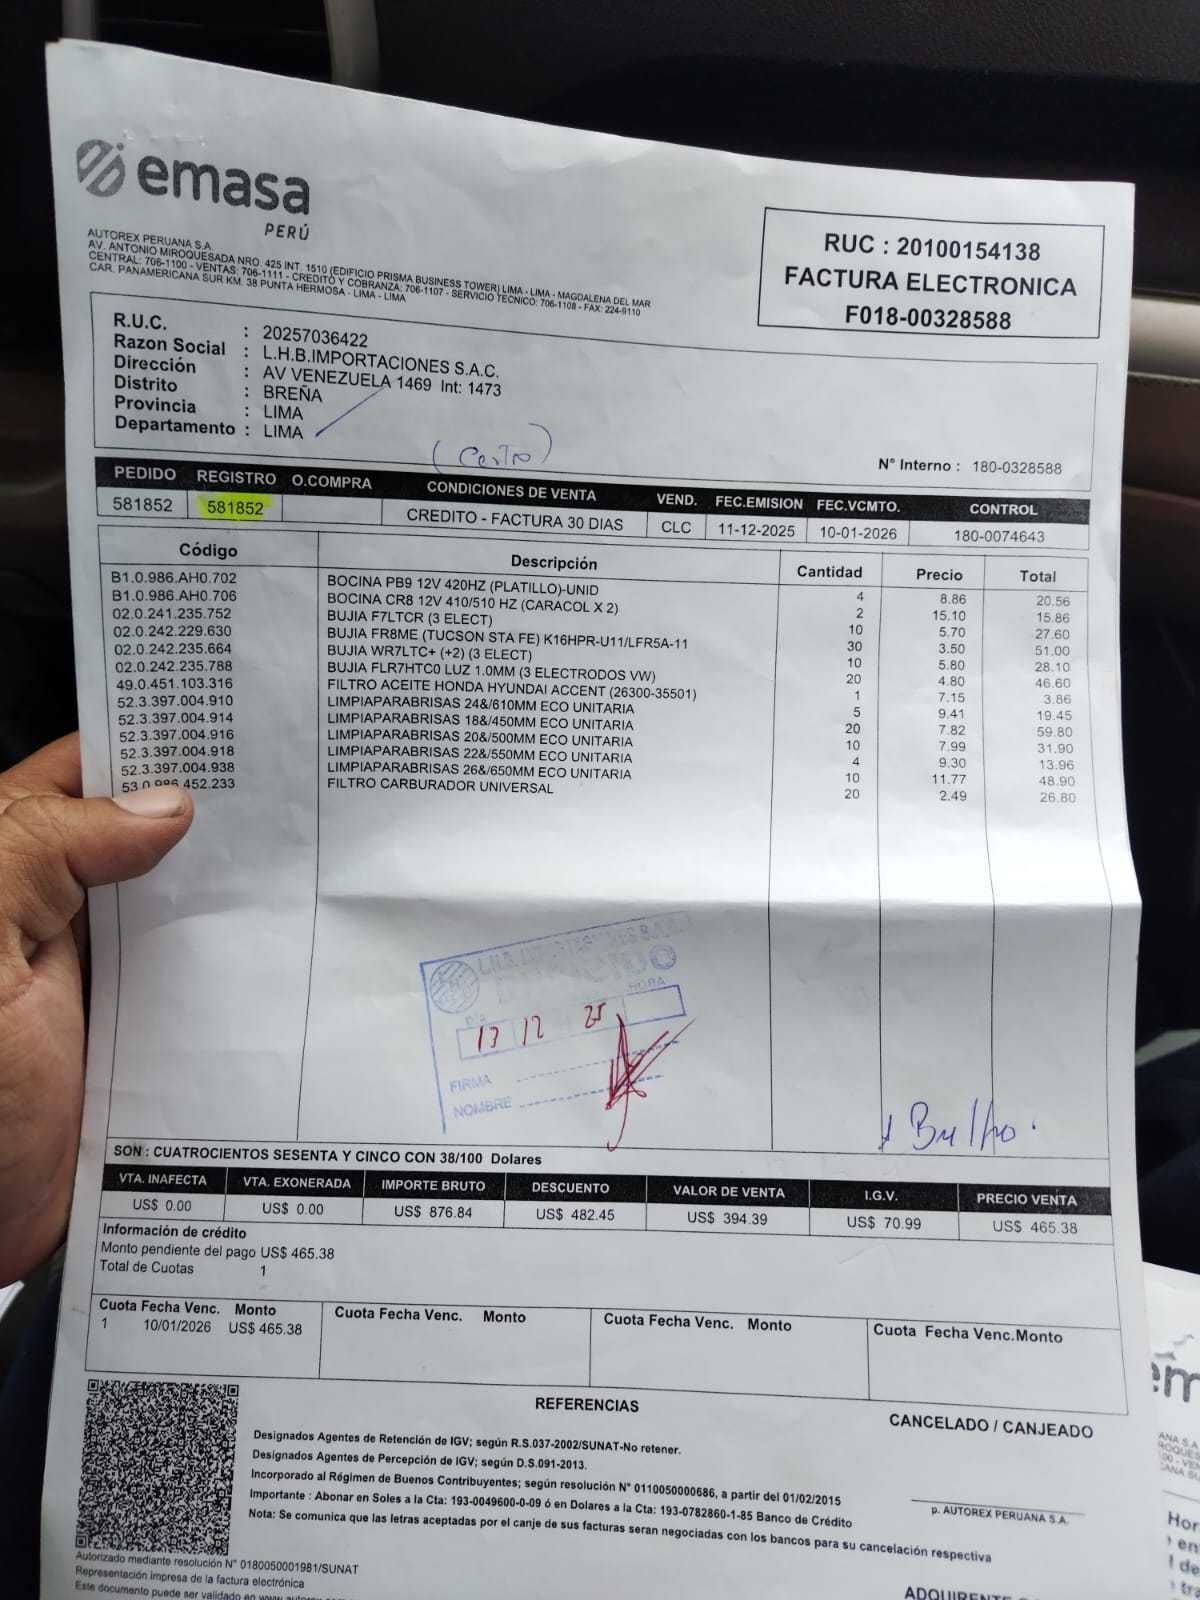 emasa
PERÚ
AUTOREX PERUANA S.A.
AV. ANTONIO MIROQUESADA NRO. 425 INT. 1510 (EDIFICIO PRISMA BUSINESS TOWER) LIMA - LIMA - MAGDALENA DEL MAR
CENTRAL: 706-1100 - VENTAS: 706-1111 - CREDITO Y COBRANZA: 706-1107 - SERVICIO TECNICO: 706-1108 - FAX: 224-9110
CAR. PANAMERICANA SUR KM. 38 PUNTA HERMOSA - LIMA - LIMA
RUC : 20100154138
FACTURA ELECTRONICA
F018-00328588
R.U.C. : 20257036422
Razon Social : L.H.B.IMPORTACIONES S.A.C.
Dirección : AV VENEZUELA 1469 Int: 1473
Distrito : BREÑA
Provincia : LIMA
Departamento : LIMA
N° Interno : 180-0328588
PEDIDO REGISTRO O.COMPRA CONDICIONES DE VENTA VEND. FEC.EMISION FEC.VCMTO. CONTROL
581852 581852 CREDITO - FACTURA 30 DIAS CLC 11-12-2025 10-01-2026 180-0074643
Código Descripción Cantidad Precio Total
B1.0.986.AH0.702 BOCINA PB9 12V 420HZ (PLATILLO)-UNID 4 8.86 20.56
B1.0.986.AH0.706 BOCINA CR8 12V 410/510 HZ (CARACOL X 2) 2 15.10 15.86
02.0.241.235.752 BUJIA F7LTCR (3 ELECT) 10 5.70 27.60
02.0.242.229.630 BUJIA FR8ME (TUCSON STA FE) K16HPR-U11/LFR5A-11 30 3.50 51.00
02.0.242.235.664 BUJIA WR7LTC+ (+2) (3 ELECT) 10 5.80 28.10
02.0.242.235.788 BUJIA FLR7HTC0 LUZ 1.0MM (3 ELECTRODOS VW) 20 4.80 46.60
49.0.451.103.316 FILTRO ACEITE HONDA HYUNDAI ACCENT (26300-35501) 1 7.15 3.86
52.3.397.004.910 LIMPIAPARABRISAS 24&/610MM ECO UNITARIA 5 9.41 19.45
52.3.397.004.914 LIMPIAPARABRISAS 18&/450MM ECO UNITARIA 20 7.82 59.80
52.3.397.004.916 LIMPIAPARABRISAS 20&/500MM ECO UNITARIA 10 7.99 31.90
52.3.397.004.918 LIMPIAPARABRISAS 22&/550MM ECO UNITARIA 4 9.30 13.96
52.3.397.004.938 LIMPIAPARABRISAS 26&/650MM ECO UNITARIA 10 11.77 48.90
53.0.986.452.233 FILTRO CARBURADOR UNIVERSAL 20 2.49 26.80
HORA
DIA
12 25
FIRMA
NOMBRE
SON : CUATROCIENTOS SESENTA Y CINCO CON 38/100 Dolares
VTA. INAFECTA VTA. EXONERADA IMPORTE BRUTO DESCUENTO VALOR DE VENTA I.G.V. PRECIO VENTA
US$ 0.00 US$ 0.00 US$ 876.84 US$ 482.45 US$ 394.39 US$ 70.99 US$ 465.38
Información de crédito
Monto pendiente del pago US$ 465.38
Total de Cuotas 1
Cuota Fecha Venc. Monto Cuota Fecha Venc. Monto Cuota Fecha Venc. Monto Cuota Fecha Venc.Monto
1 10/01/2026 US$ 465.38
REFERENCIAS
CANCELADO / CANJEADO
Designados Agentes de Retención de IGV; según R.S.037-2002/SUNAT-No retener.
Designados Agentes de Percepción de IGV; según D.S.091-2013.
Incorporado al Régimen de Buenos Contribuyentes; según resolución N° 0110050000686, a partir del 01/02/2015
Importante : Abonar en Soles a la Cta: 193-0049600-0-09 ó en Dolares a la Cta: 193-0782860-1-85 Banco de Crédito
Nota: Se comunica que las letras aceptadas por el canje de sus facturas seran negociadas con los bancos para su cancelación respectiva
p. AUTOREX PERUANA S.A.
Autorizado mediante resolución N° 0180050001981/SUNAT
Representación impresa de la factura electrónica
Este documento puede ser validado en
ADQUIRENTE